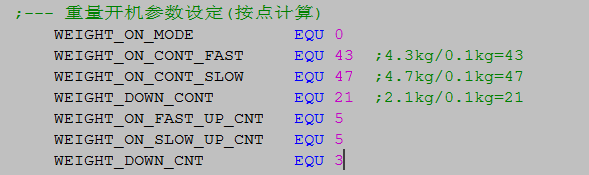 ;--- 重量开机参数设定(按点计算)
WEIGHT_ON_MODE EQU 0
WEIGHT_ON_CONT_FAST EQU 43 ;4.3kg/0.1kg=43
WEIGHT_ON_CONT_SLOW EQU 47 ;4.7kg/0.1kg=47
WEIGHT_DOWN_CONT EQU 21 ;2.1kg/0.1kg=21
WEIGHT_ON_FAST_UP_CNT EQU 5
WEIGHT_ON_SLOW_UP_CNT EQU 5
WEIGHT_DOWN_CNT EQU 3